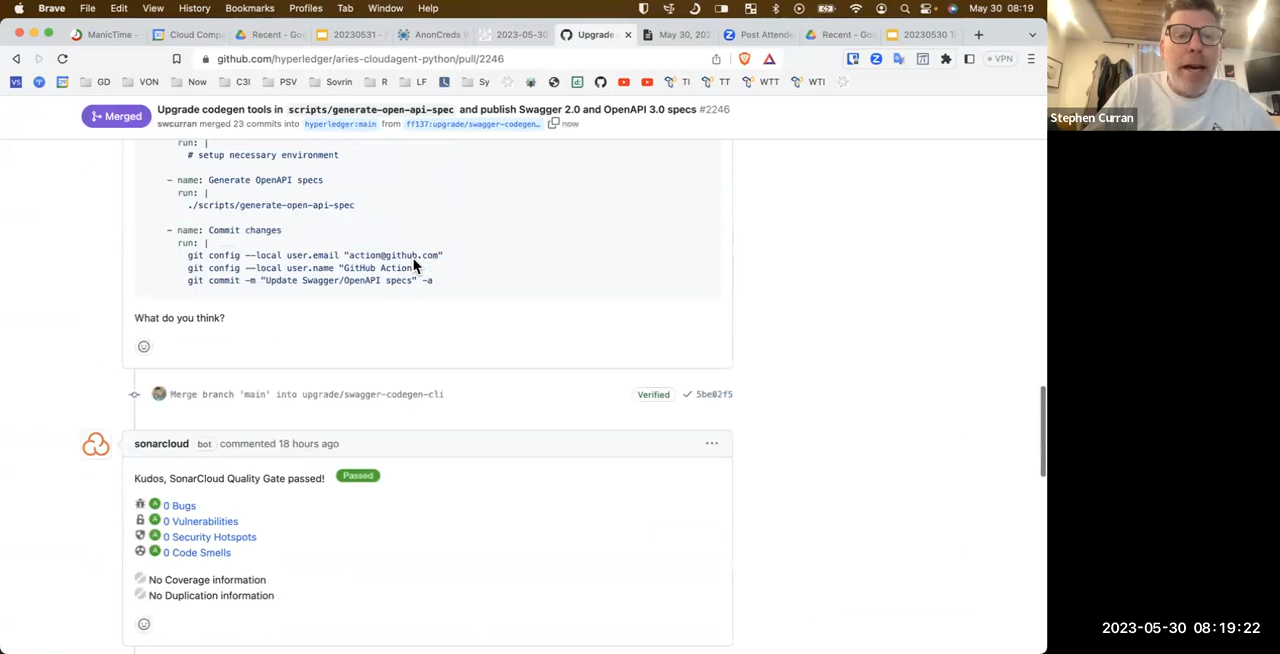 Brave File Edit View History Bookmarks Profiles Tab Window Help May 30 08:19
ManicTime — Cloud Comp Recent - Goo 20230531 - AnonCreds 2023-05-30 Upgrade May 30, 202 Post Attende Recent - Goo 20230530 T
github.com/hyperledger/aries-cloudagent-python/pull/2246 VPN
VS GD VON Now C3I PSV Sovrin R LF Sy TI TT WTT WTI
Merged
Upgrade codegen tools in scripts/generate-open-api-spec and publish Swagger 2.0 and OpenAPI 3.0 specs #2246
swcurran merged 23 commits into hyperledger:main from ff137:upgrade/swagger-codegen… now
run: |
# setup necessary environment
- name: Generate OpenAPI specs
run: |
./scripts/generate-open-api-spec
- name: Commit changes
run: |
git config --local user.email "action@github.com"
git config --local user.name "GitHub Action"
git commit -m "Update Swagger/OpenAPI specs" -a
What do you think?
Merge branch 'main' into upgrade/swagger-codegen-cli Verified 5be02f5
sonarcloud bot commented 18 hours ago ...
Kudos, SonarCloud Quality Gate passed! Passed
A 0 Bugs
A 0 Vulnerabilities
A 0 Security Hotspots
A 0 Code Smells
No Coverage information
No Duplication information
Stephen Curran
2023-05-30 08:19:22